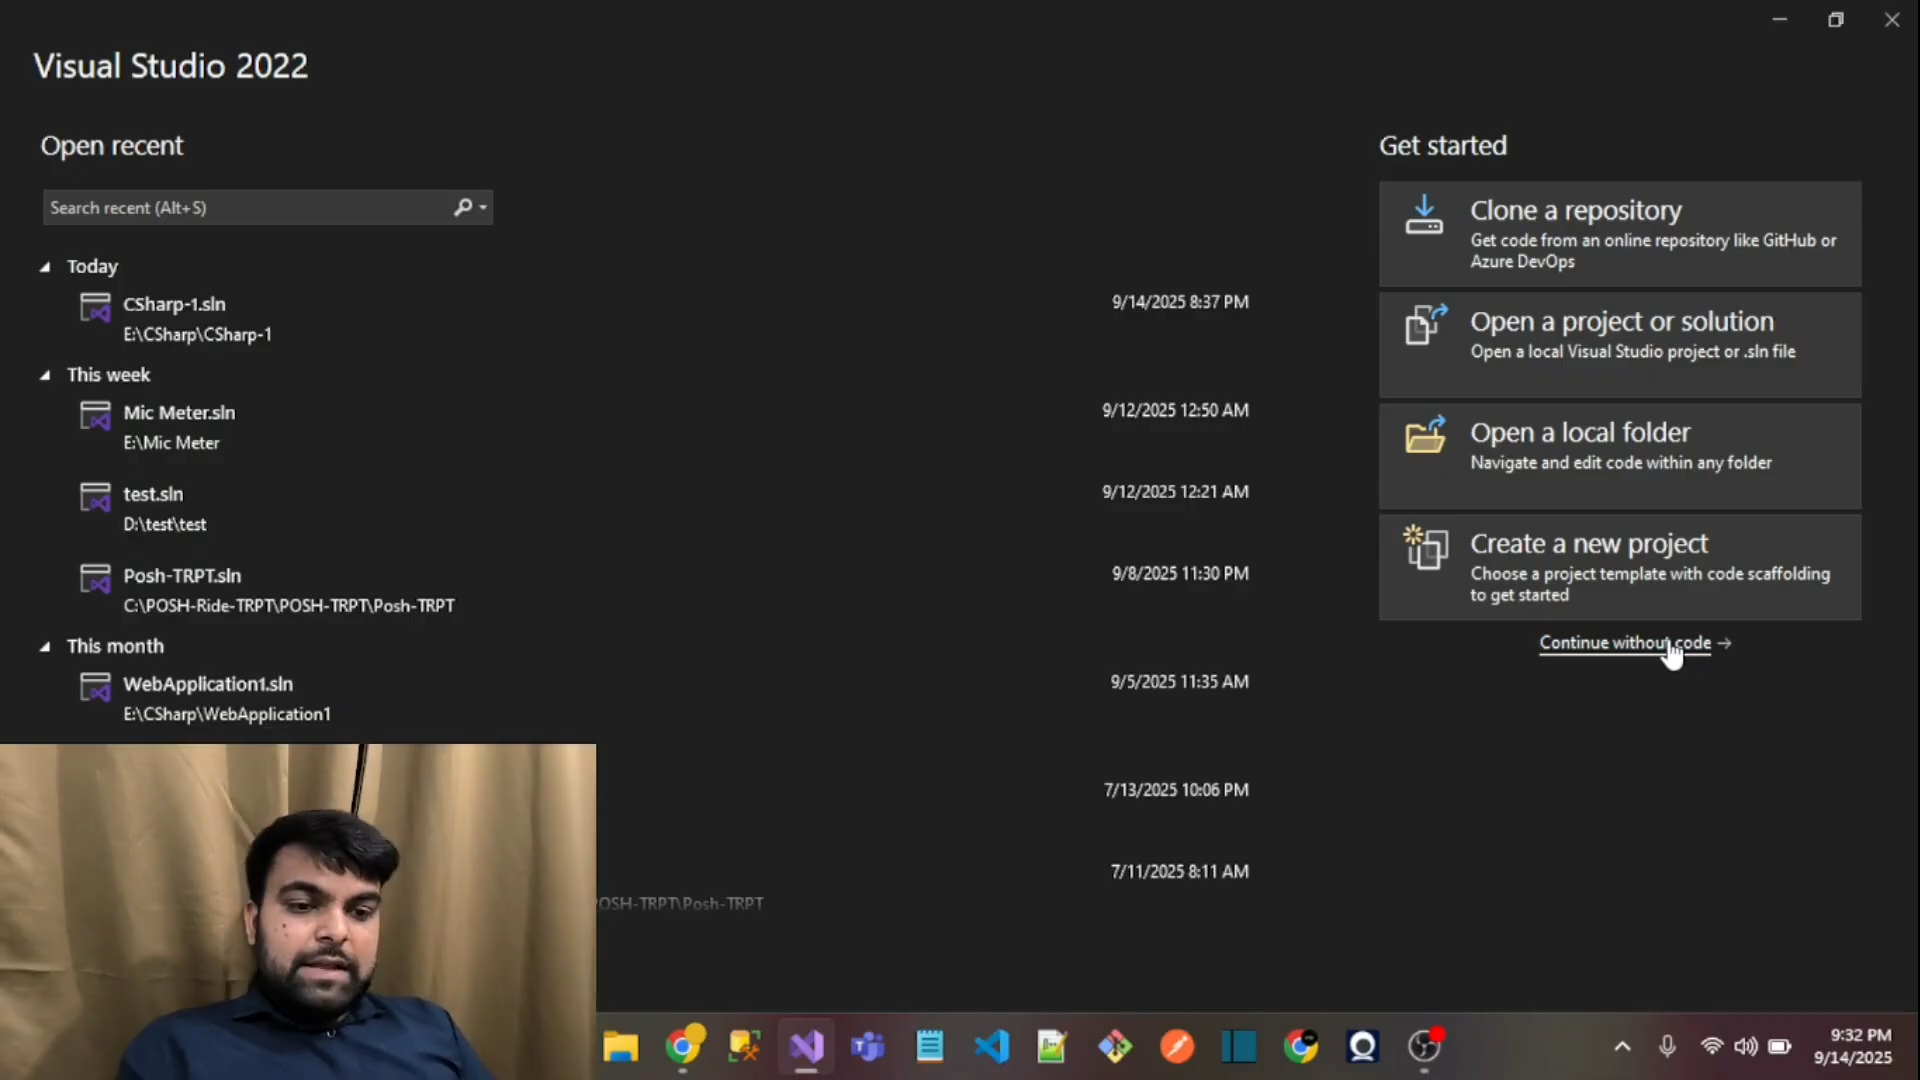 Visual Studio 2022
Open recent
Search recent (Alt+S)
Today
CSharp-1.sln
9/14/2025 8:37 PM
E:\CSharp\CSharp-1
This week
Mic Meter.sln
9/12/2025 12:50 AM
E:\Mic Meter
test.sln
9/12/2025 12:21 AM
D:\test\test
Posh-TRPT.sln
9/8/2025 11:30 PM
C:\POSH-Ride-TRPT\POSH-TRPT\Posh-TRPT
This month
WebApplication1.sln
9/5/2025 11:35 AM
E:\CSharp\WebApplication1
7/13/2025 10:06 PM
7/11/2025 8:11 AM
OSH-TRPT\Posh-TRPT
Get started
Clone a repository
Get code from an online repository like GitHub or
Azure DevOps
Open a project or solution
Open a local Visual Studio project or .sln file
Open a local folder
Navigate and edit code within any folder
Create a new project
Choose a project template with code scaffolding
to get started
Continue without code →
9:32 PM
9/14/2025